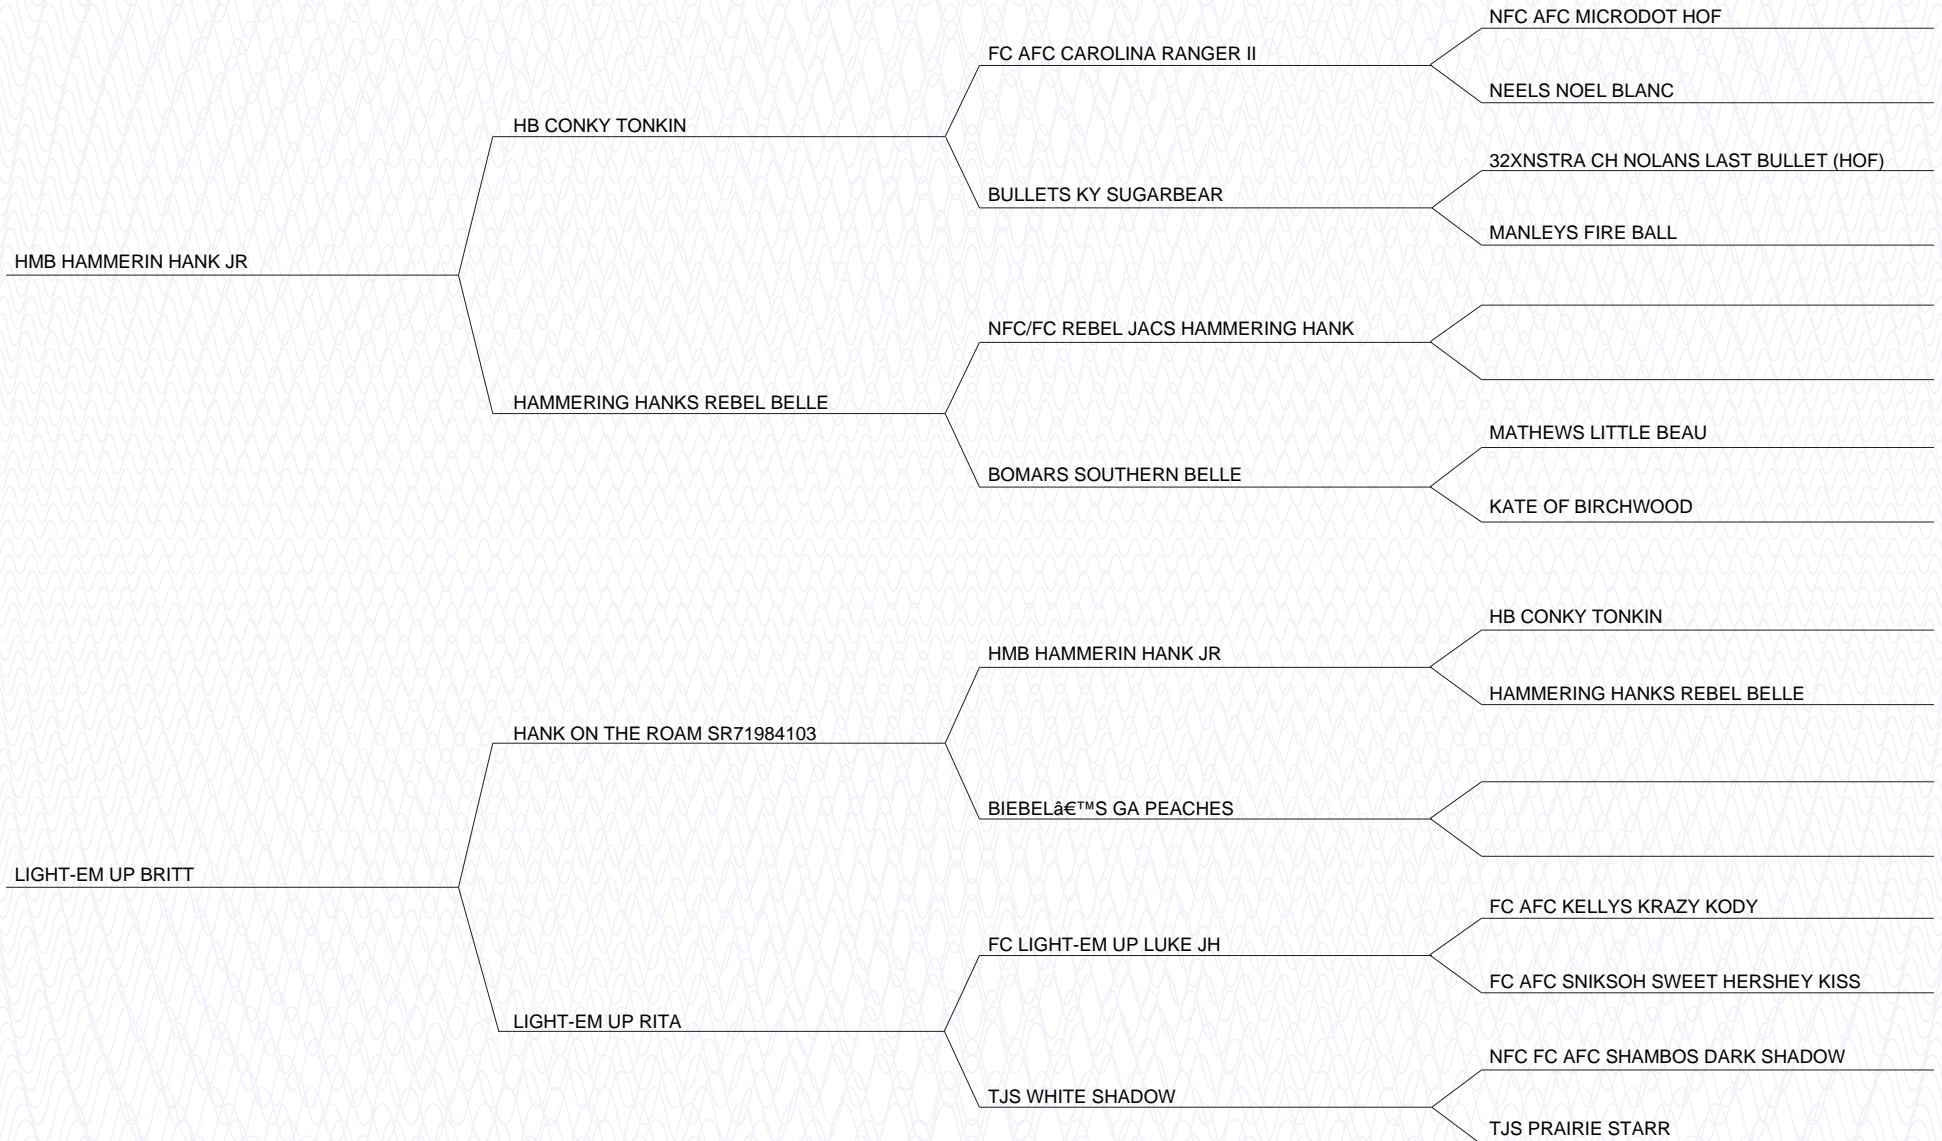 NFC AFC MICRODOT HOF
FC AFC CAROLINA RANGER II
NEELS NOEL BLANC
HB CONKY TONKIN
32XNSTRA CH NOLANS LAST BULLET (HOF)
BULLETS KY SUGARBEAR
MANLEYS FIRE BALL
HMB HAMMERIN HANK JR
NFC/FC REBEL JACS HAMMERING HANK
HAMMERING HANKS REBEL BELLE
MATHEWS LITTLE BEAU
BOMARS SOUTHERN BELLE
KATE OF BIRCHWOOD
HB CONKY TONKIN
HMB HAMMERIN HANK JR
HAMMERING HANKS REBEL BELLE
HANK ON THE ROAM SR71984103
BIEBEL’S GA PEACHES
LIGHT-EM UP BRITT
FC AFC KELLYS KRAZY KODY
FC LIGHT-EM UP LUKE JH
FC AFC SNIKSOH SWEET HERSHEY KISS
LIGHT-EM UP RITA
NFC FC AFC SHAMBOS DARK SHADOW
TJS WHITE SHADOW
TJS PRAIRIE STARR